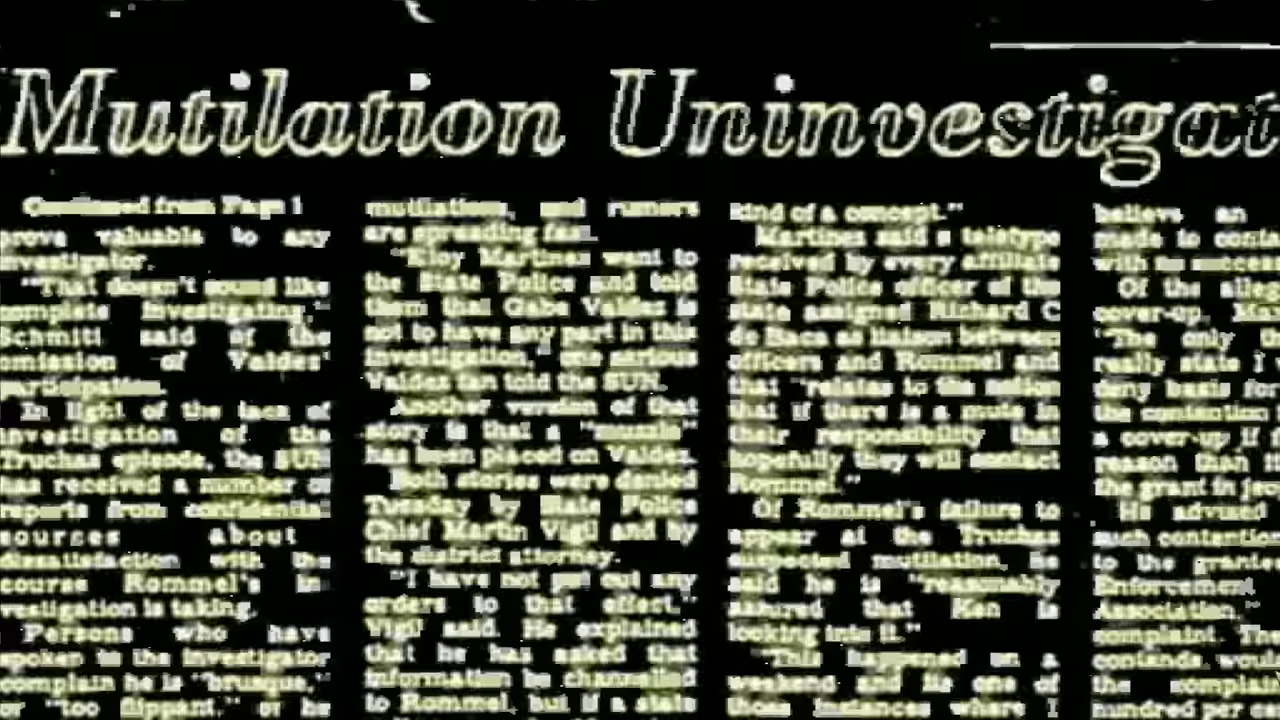 Mutilation Uninvestigat
Continued from Page 1
prove valuable to any
investigator.
"That doesn't sound like
complete investigating,"
Schmitt said of the
omission of Valdes'
participation.
In light of the lack of
investigation of the
Truchas episode, the SUN
has received a number of
reports from confidential
sources about
dissatisfaction with the
course Rommel's in-
vestigation is taking.
Persons who have
spoken to the investigator
complain he is "brusque,"
or "too flippant," or he
mutilations, and rumors
are spreading fast.
"Eloy Martinez went to
the State Police and told
them that Gabe Valdez is
not to have any part in this
investigation," one
Valdez fan told the SUN.
Another version of that
story is that a "muzzle"
has been placed on Valdez.
Both stories were denied
Tuesday by State Police
Chief Martin Vigil and by
the district attorney.
"I have not put out any
orders to that effect,"
Vigil said. He explained
that he has asked that
information be channelled
to Rommel, but if a state
kind of a concept."
Martinez said a teletype
received by every affiliate
State Police officer of the
state assigned Richard C
de Baca as liaison between
officers and Rommel and
that "relates to the
that if there is a mute in
their responsibility that
hopefully they will contact
Rommel."
Of Rommel's failure to
appear at the Truchas
suspected mutilation, he
said he is "reasonably
assured that Ken is
looking into it."
"This happened on a
weekend and is one of
those instances where I
believe an
made to conta
with no success
Of the alleg
cover-up, Ma
"The only th
really state I
deny basis for
the contention
a cover-up if
reason than
the grant in jeo
He advised
such contention
to the grantee
Enforcement
Association."
complaint. The
contends would
the complain
hundred per ce